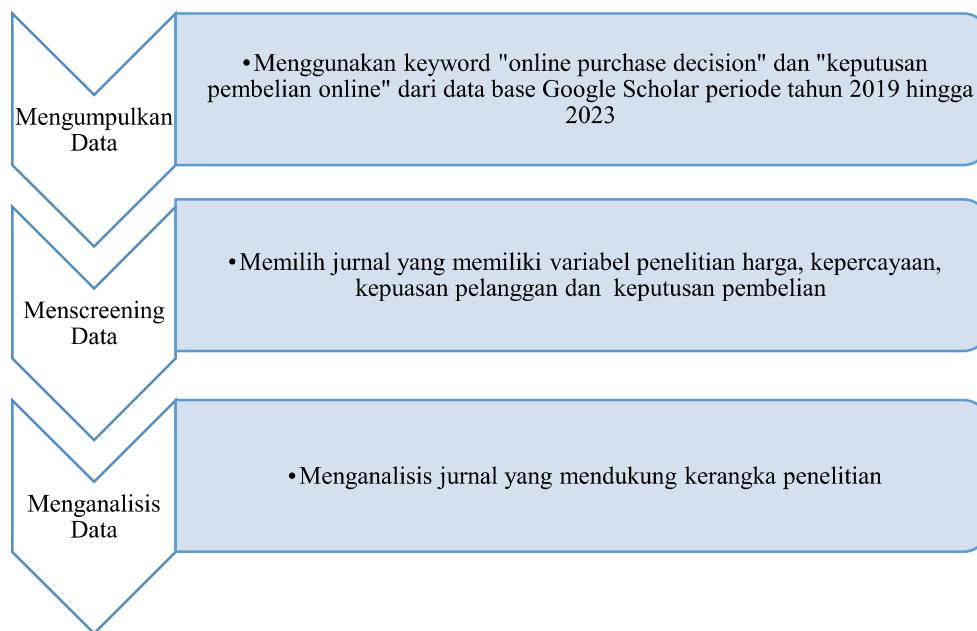 Mengumpulkan
Data
•Menggunakan keyword "online purchase decision" dan "keputusan
pembelian online" dari data base Google Scholar periode tahun 2019 hingga
2023
Menscreening
Data
•Memilih jurnal yang memiliki variabel penelitian harga, kepercayaan,
kepuasan pelanggan dan keputusan pembelian
Menganalisis
Data
•Menganalisis jurnal yang mendukung kerangka penelitian